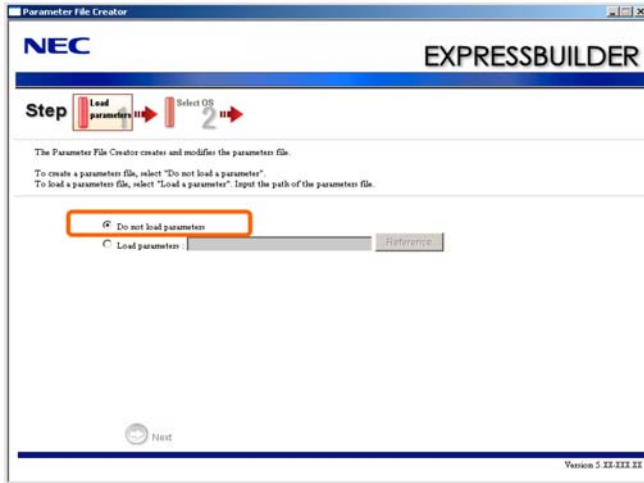 Parameter File Creator
NEC
EXPRESSBUILDER
Step Load parameters 1 Select OS 2
The Parameter File Creator creates and modifies the parameters file.
To create a parameters file, select "Do not load a parameter".
To load a parameters file, select "Load a parameter". Input the path of the parameters file.
Do not load parameters
Load parameters : Reference
Next
Version 5.XX-XXX.XX